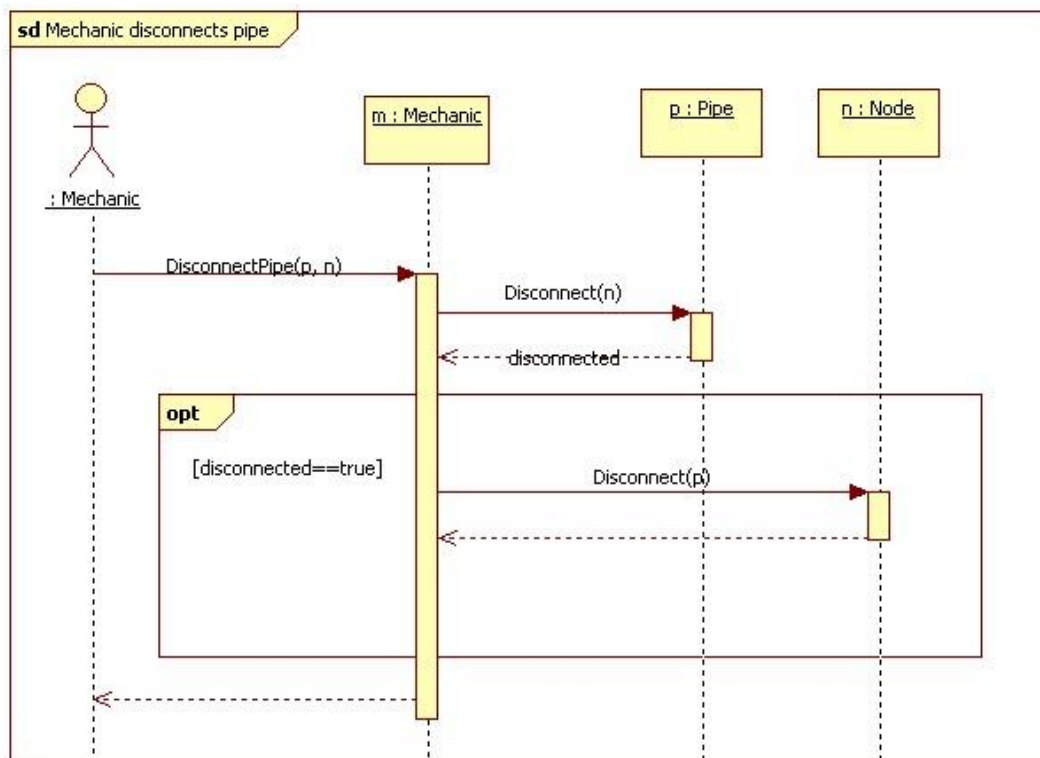 sd Mechanic disconnects pipe
m : Mechanic
p : Pipe
n : Node
: Mechanic
DisconnectPipe(p, n)
Disconnect(n)
disconnected
opt
[disconnected==true]
Disconnect(p)